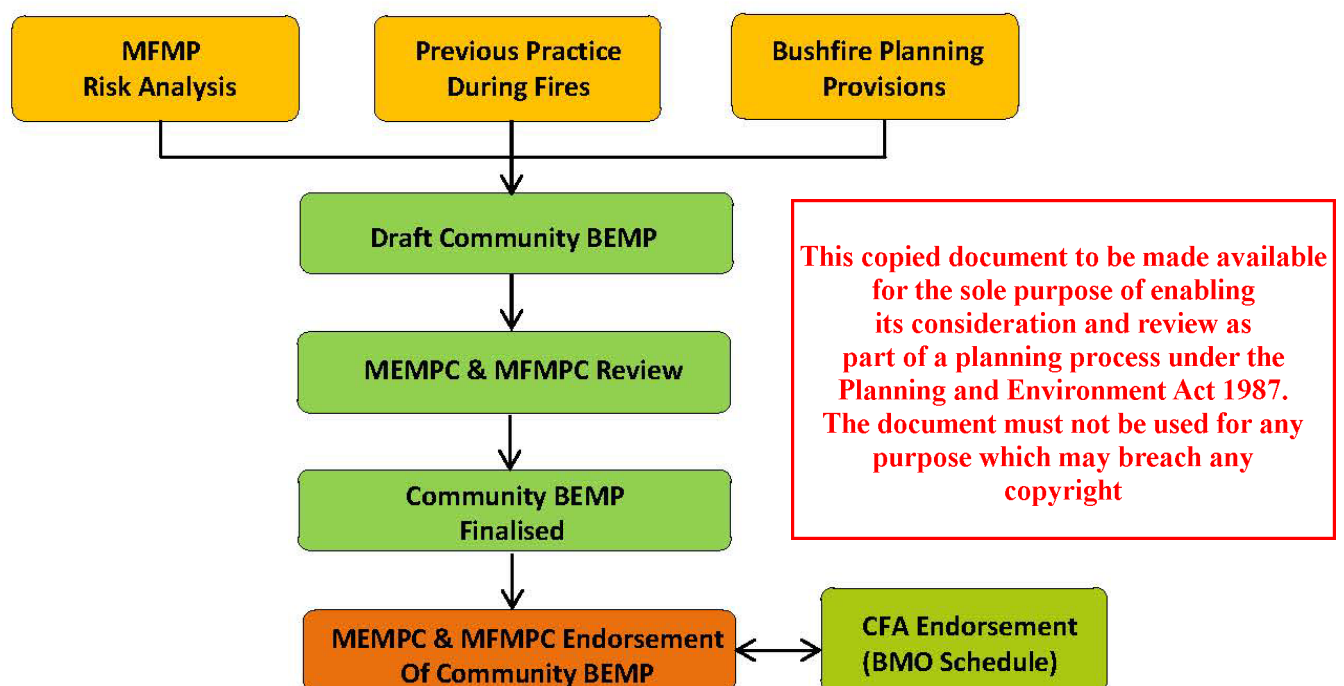 MFMP
Risk Analysis
Previous Practice
During Fires
Bushfire Planning
Provisions
Draft Community BEMP
This copied document to be made available
for the sole purpose of enabling
its consideration and review as
part of a planning process under the
Planning and Environment Act 1987.
The document must not be used for any
purpose which may breach any
copyright
MEMPC & MFMPC Review
Community BEMP
Finalised
MEMPC & MFMPC Endorsement
Of Community BEMP
CFA Endorsement
(BMO Schedule)